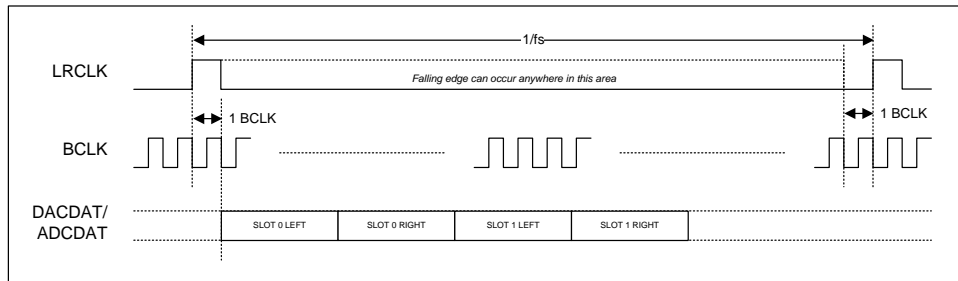 1/fs
LRCLK
Falling edge can occur anywhere in this area
1 BCLK
1 BCLK
BCLK
DACDAT/
ADCDAT
SLOT 0 LEFT
SLOT 0 RIGHT
SLOT 1 LEFT
SLOT 1 RIGHT